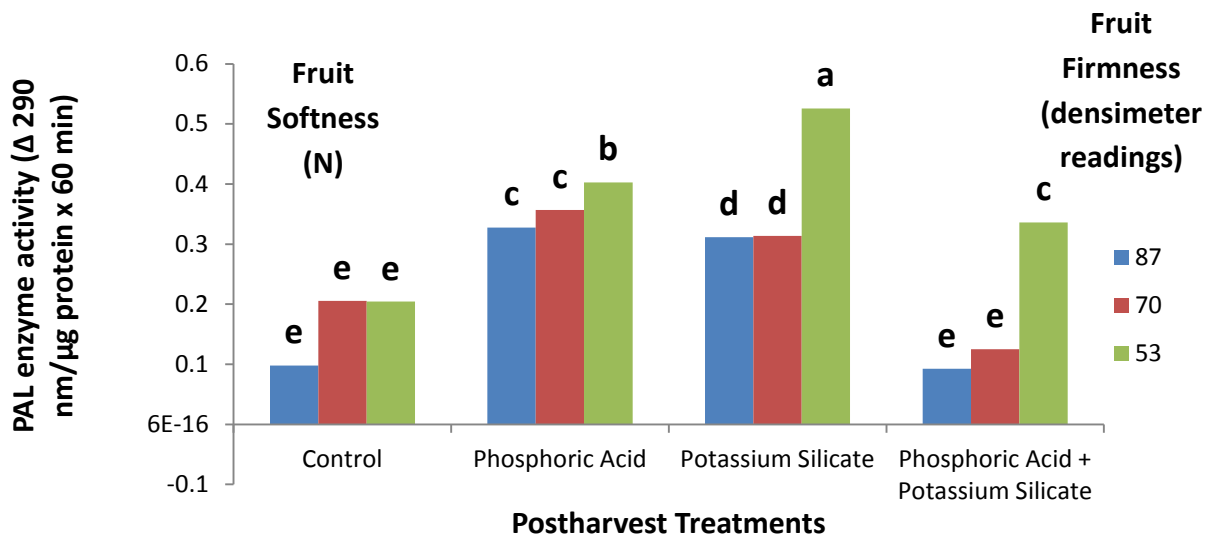 PAL enzyme activity (Δ 290
nm/µg protein x 60 min)
0.6
0.5
0.4
0.3
0.2
0.1
6E-16
-0.1
Fruit
Softness
(N)
Fruit
Firmness
(densimeter
readings)
e
e
e
c
c
b
d
d
a
e
e
c
87
70
53
Control
Phosphoric Acid
Potassium Silicate
Phosphoric Acid +
Potassium Silicate
Postharvest Treatments